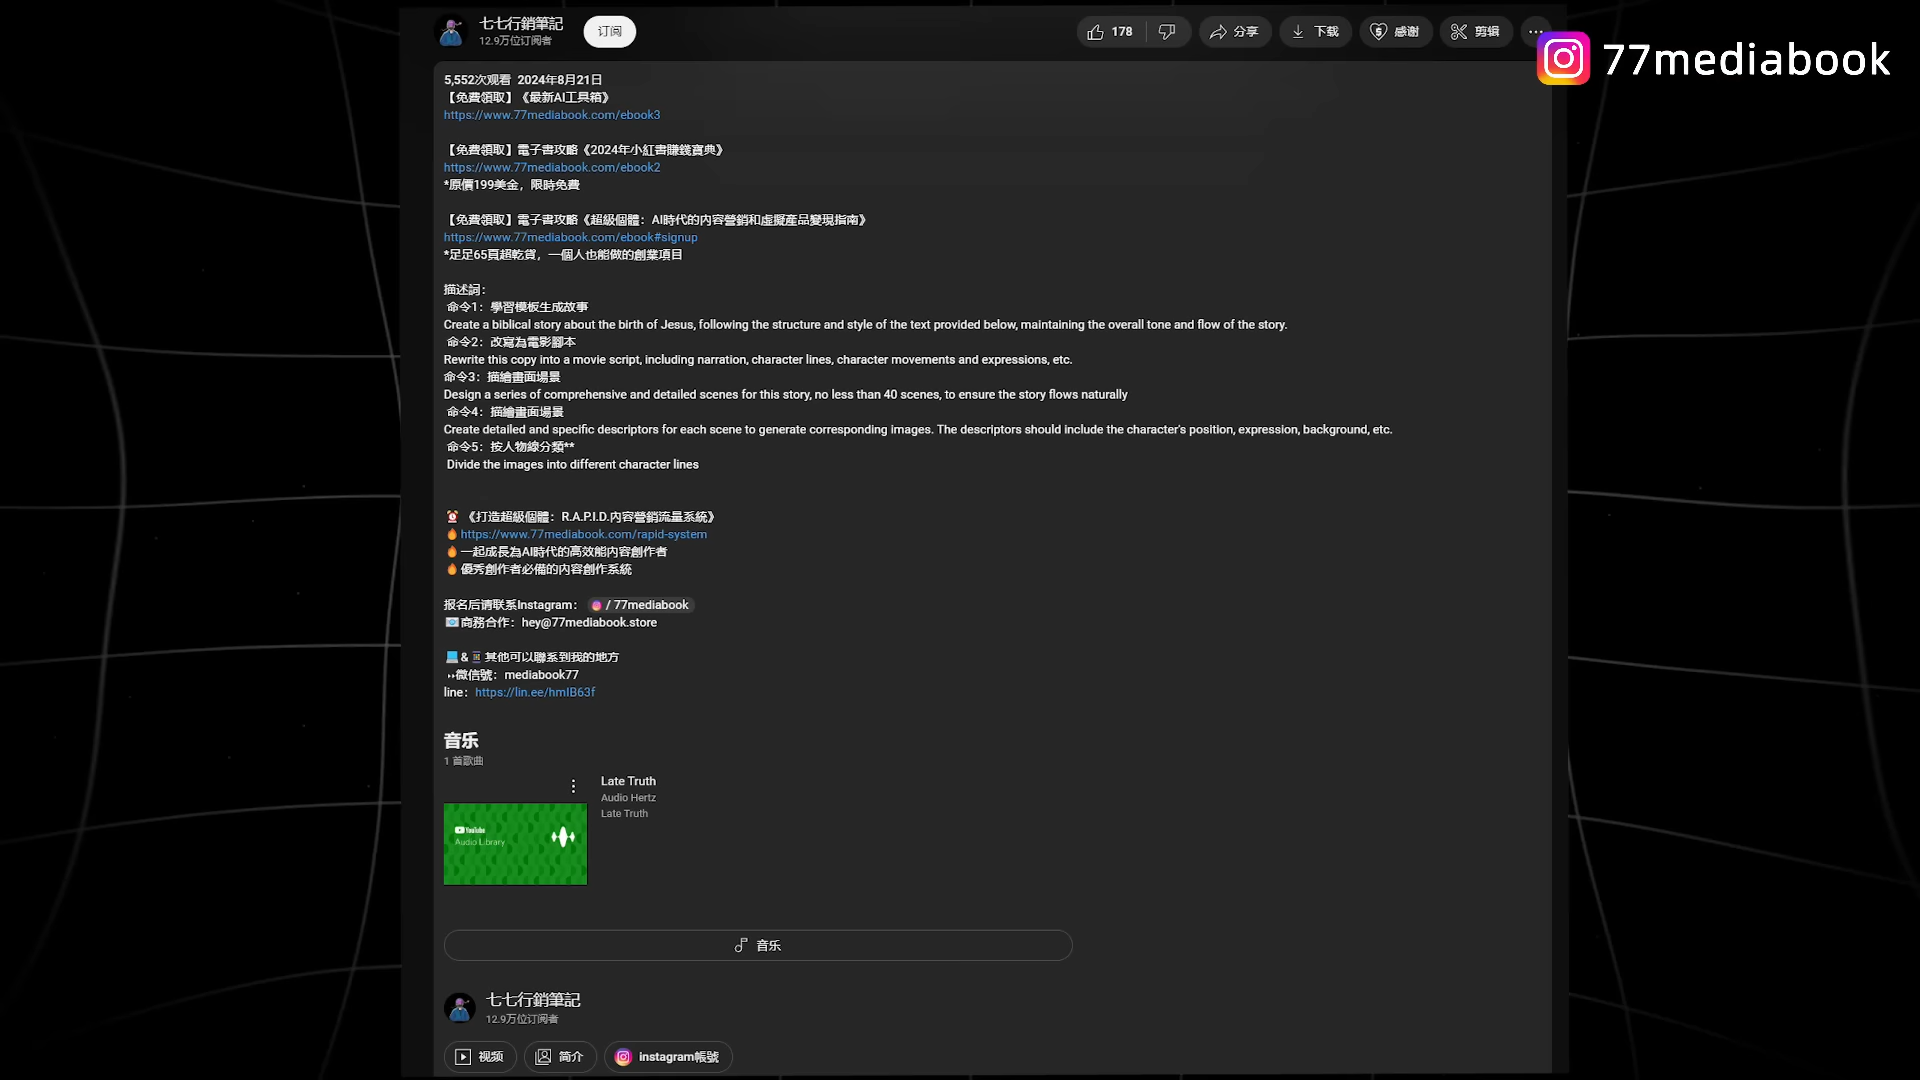 七七行銷筆記
12.9万位订阅者
订阅
178
分享
下载
感谢
剪辑
77mediabook
5,552次观看 2024年8月21日
【免費領取】《最新AI工具箱》
https://www.77mediabook.com/ebook3
【免費領取】電子書攻略《2024年小紅書賺錢寶典》
https://www.77mediabook.com/ebook2
*原價199美金，限時免費
【免費領取】電子書攻略《超級個體：AI時代的內容營銷和虛擬產品變現指南》
https://www.77mediabook.com/ebook#signup
*足足65頁超乾貨，一個人也能做的創業項目
描述詞：
命令1：學習模板生成故事
Create a biblical story about the birth of Jesus, following the structure and style of the text provided below, maintaining the overall tone and flow of the story.
命令2：改寫為電影腳本
Rewrite this copy into a movie script, including narration, character lines, character movements and expressions, etc.
命令3：描繪畫面場景
Design a series of comprehensive and detailed scenes for this story, no less than 40 scenes, to ensure the story flows naturally
命令4：描繪畫面場景
Create detailed and specific descriptors for each scene to generate corresponding images. The descriptors should include the character's position, expression, background, etc.
命令5：按人物線分類**
Divide the images into different character lines
《打造超級個體：R.A.P.I.D.內容營銷流量系統》
https://www.77mediabook.com/rapid-system
一起成長為AI時代的高效能內容創作者
優秀創作者必備的內容創作系統
报名后请联系Instagram： / 77mediabook
商務合作：hey@77mediabook.store
& 其他可以聯系到我的地方
微信號：mediabook77
line：https://lin.ee/hmIB63f
音乐
1 首歌曲
Late Truth
Audio Hertz
Late Truth
YouTube
Audio Library
音乐
七七行銷筆記
12.9万位订阅者
视频
简介
instagram帳號